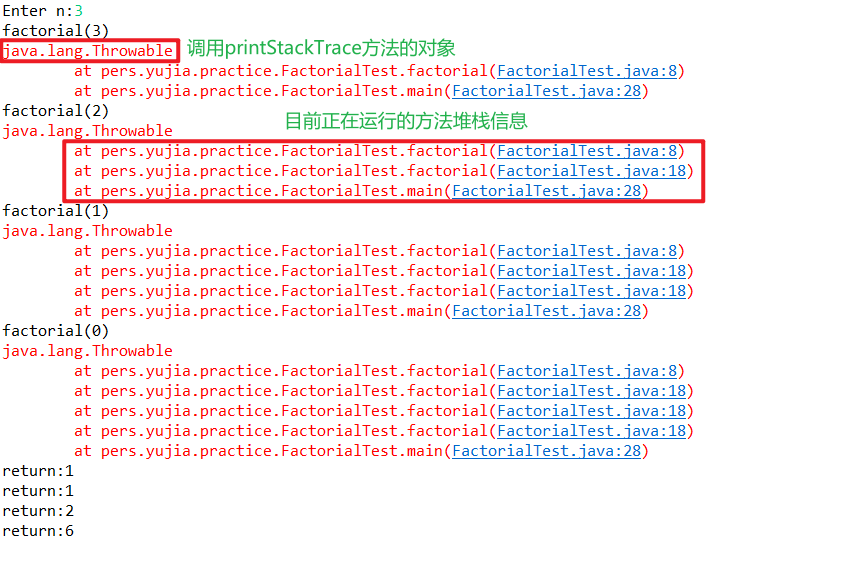 Enter n:3
factorial(3)
java.lang.Throwable 调用printStackTrace方法的对象
at pers.yujia.practice.FactorialTest.factorial(FactorialTest.java:8)
at pers.yujia.practice.FactorialTest.main(FactorialTest.java:28)
factorial(2)
目前正在运行的方法堆栈信息
java.lang.Throwable
at pers.yujia.practice.FactorialTest.factorial(FactorialTest.java:8)
at pers.yujia.practice.FactorialTest.factorial(FactorialTest.java:18)
at pers.yujia.practice.FactorialTest.main(FactorialTest.java:28)
factorial(1)
java.lang.Throwable
at pers.yujia.practice.FactorialTest.factorial(FactorialTest.java:8)
at pers.yujia.practice.FactorialTest.factorial(FactorialTest.java:18)
at pers.yujia.practice.FactorialTest.factorial(FactorialTest.java:18)
at pers.yujia.practice.FactorialTest.main(FactorialTest.java:28)
factorial(0)
java.lang.Throwable
at pers.yujia.practice.FactorialTest.factorial(FactorialTest.java:8)
at pers.yujia.practice.FactorialTest.factorial(FactorialTest.java:18)
at pers.yujia.practice.FactorialTest.factorial(FactorialTest.java:18)
at pers.yujia.practice.FactorialTest.factorial(FactorialTest.java:18)
at pers.yujia.practice.FactorialTest.main(FactorialTest.java:28)
return:1
return:1
return:2
return:6